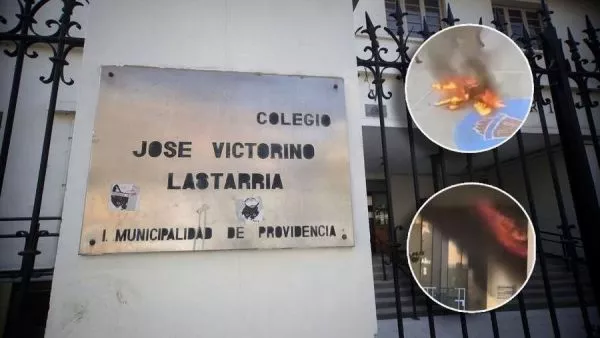 COLEGIO
JOSE VICTORINO
LASTARRIA
I. MUNICIPALIDAD DE PROVIDENCIA